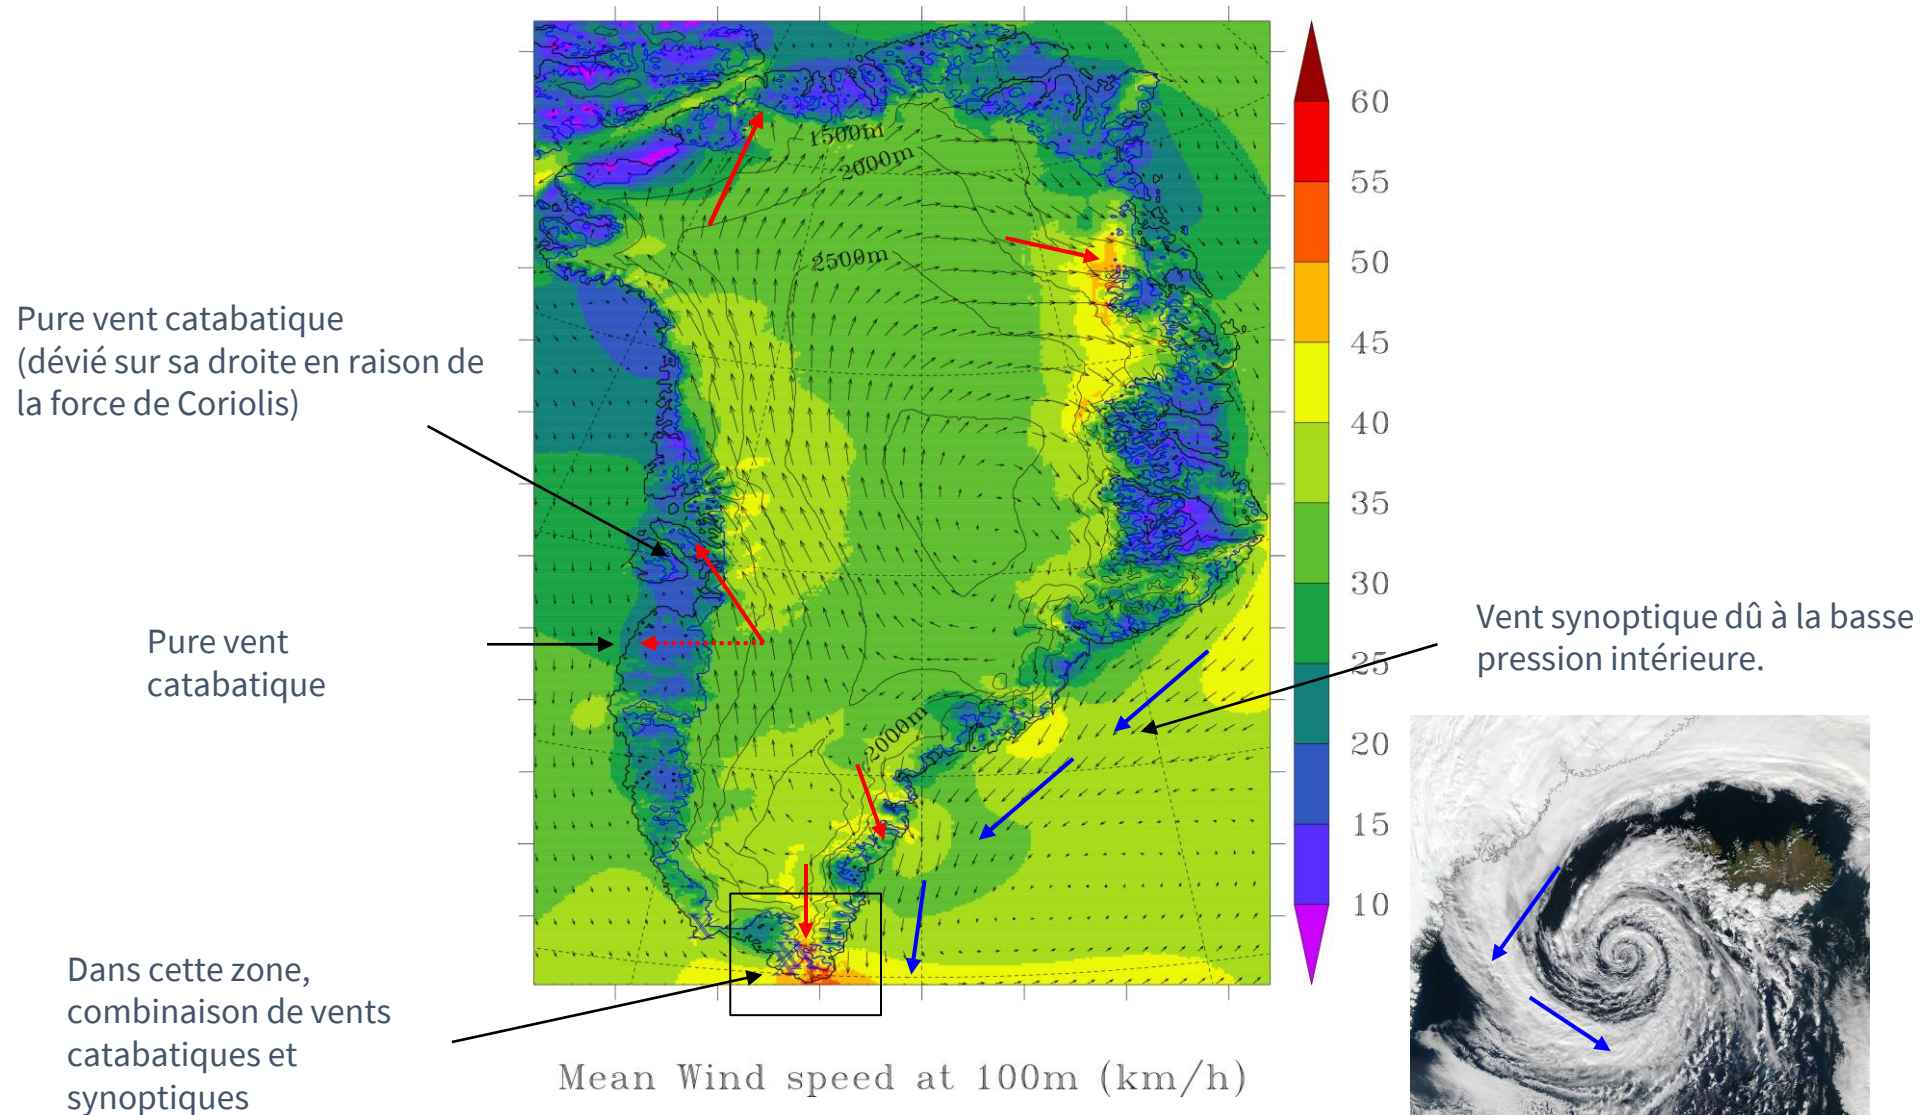 Pure vent catabatique
(dévié sur sa droite en raison de
la force de Coriolis)
Pure vent
catabatique
Dans cette zone,
combinaison de vents
catabatiques et
synoptiques
1500m
2000m
2500m
2000m
60
55
50
45
40
35
30
25
20
15
10
Mean Wind speed at 100m (km/h)
Vent synoptique dû à la basse
pression intérieure.